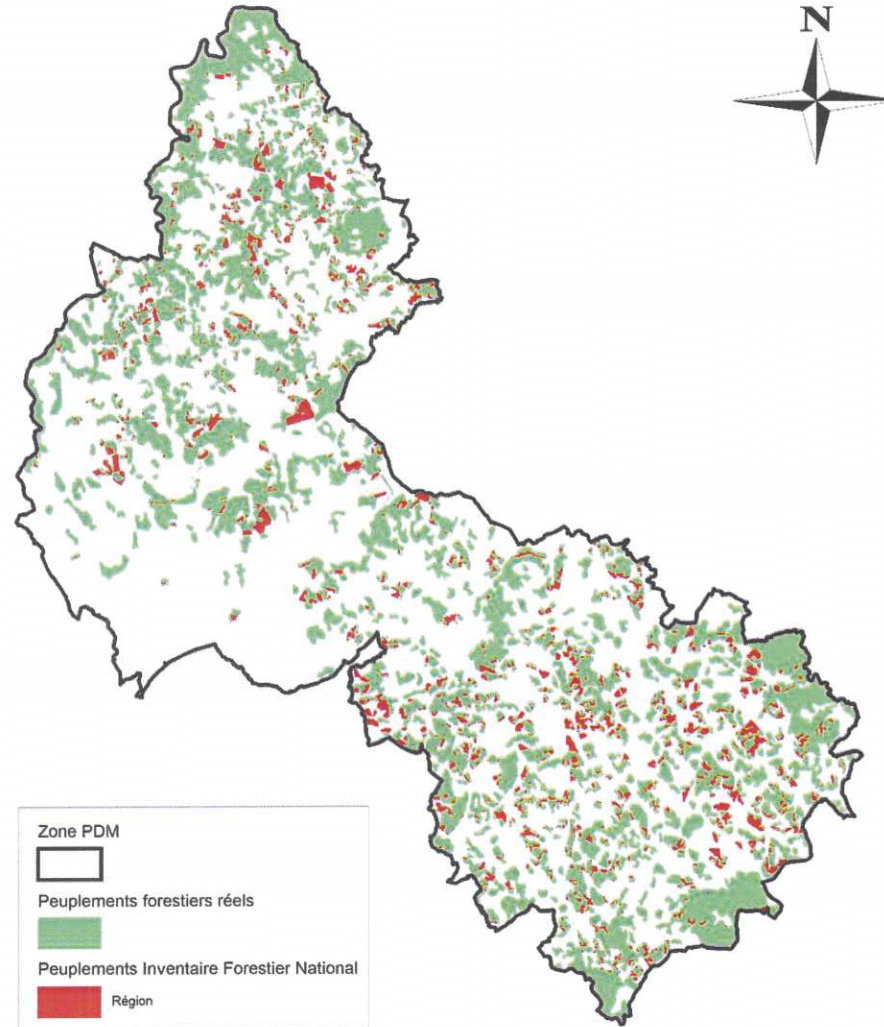 N
Zone PDM
Peuplements forestiers réels
Peuplements Inventaire Forestier National
Région